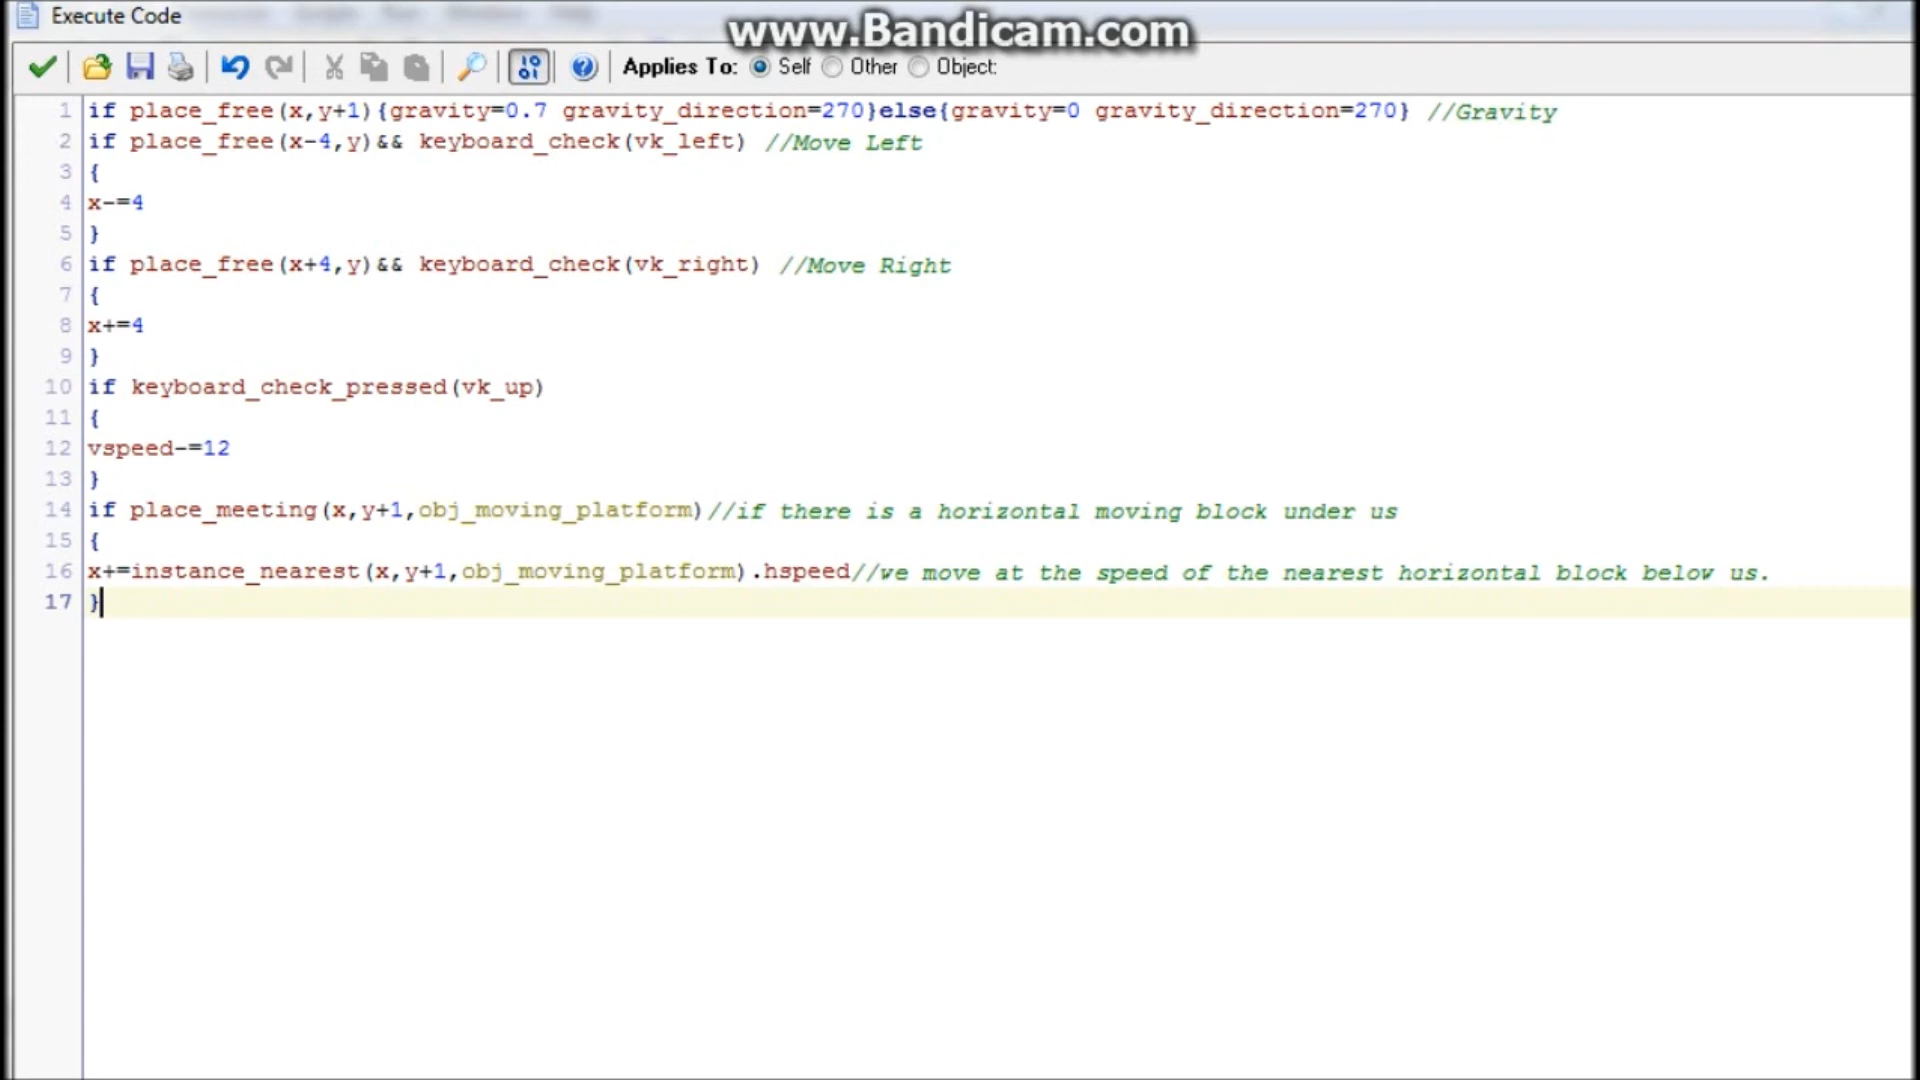 Execute Code
www.Bandicam.com
Applies To: Self Other Object:
1 if place_free(x,y+1){gravity=0.7 gravity_direction=270}else{gravity=0 gravity_direction=270} //Gravity
2 if place_free(x-4,y)&& keyboard_check(vk_left) //Move Left
3 {
4 x-=4
5 }
6 if place_free(x+4,y)&& keyboard_check(vk_right) //Move Right
7 {
8 x+=4
9 }
10 if keyboard_check_pressed(vk_up)
11 {
12 vspeed-=12
13 }
14 if place_meeting(x,y+1,obj_moving_platform)//if there is a horizontal moving block under us
15 {
16 x+=instance_nearest(x,y+1,obj_moving_platform).hspeed//we move at the speed of the nearest horizontal block below us.
17 }